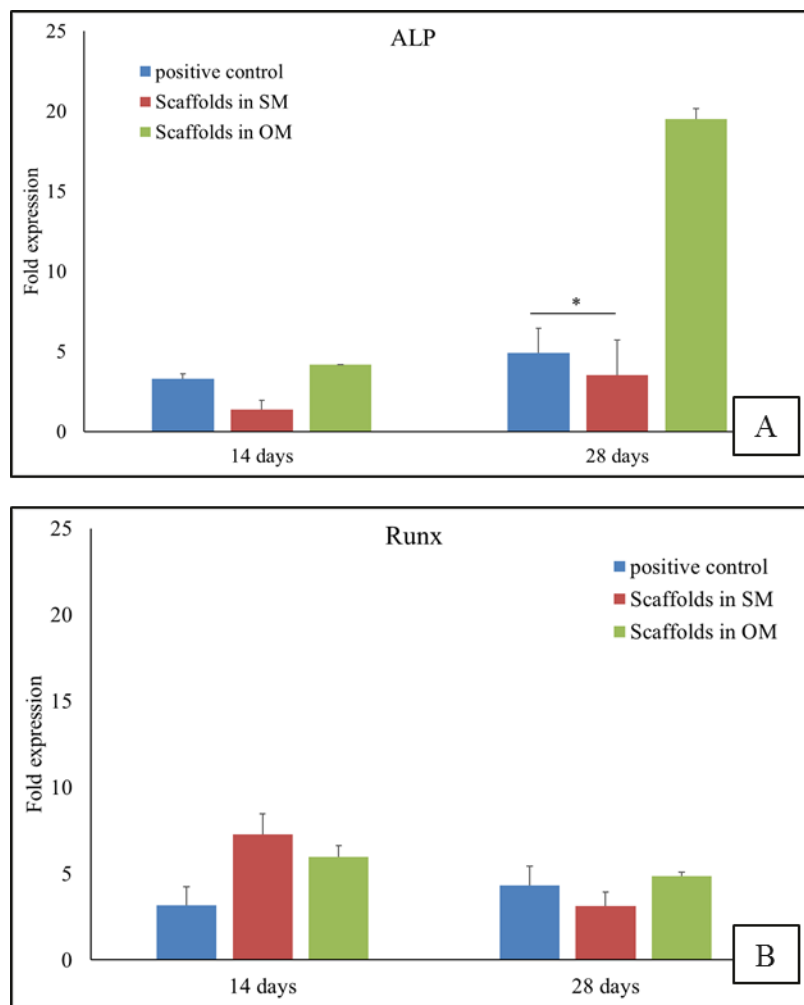 ALP
positive control
Scaffolds in SM
Scaffolds in OM
Fold expression
25
20
15
10
5
0
*
14 days
28 days
A
Runx
positive control
Scaffolds in SM
Scaffolds in OM
Fold expression
25
20
15
10
5
0
14 days
28 days
B